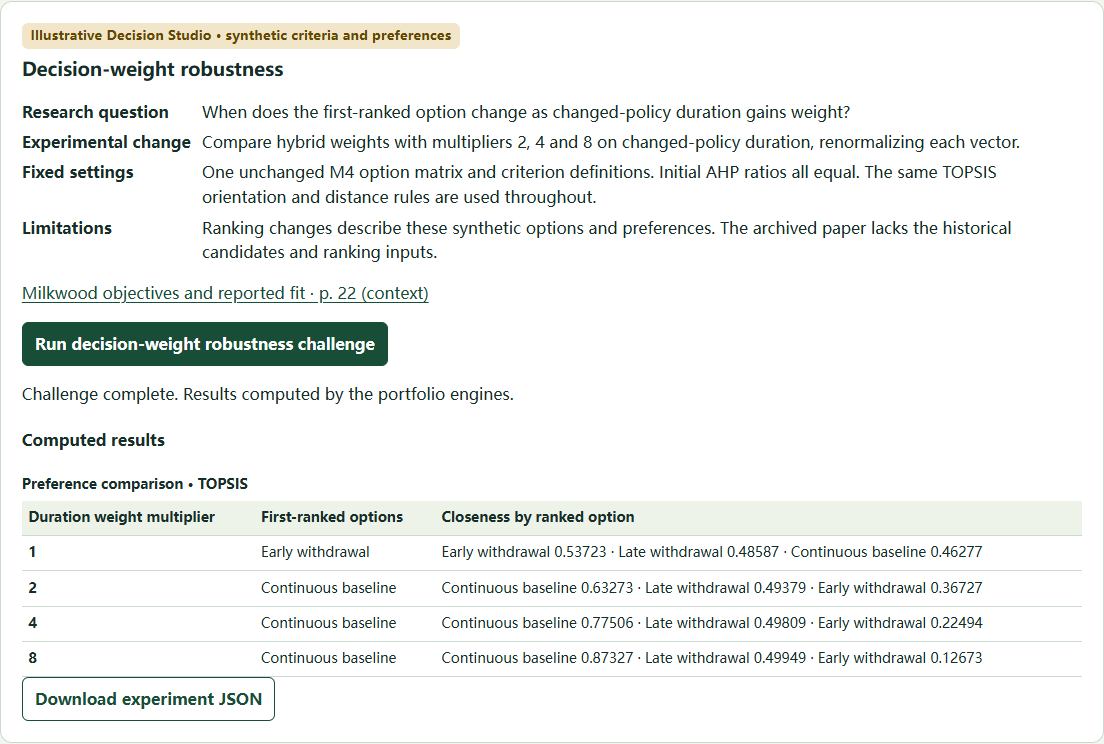 Illustrative Decision Studio • synthetic criteria and preferences
Decision-weight robustness
Research question When does the first-ranked option change as changed-policy duration gains weight?
Experimental change Compare hybrid weights with multipliers 2, 4 and 8 on changed-policy duration, renormalizing each vector.
Fixed settings One unchanged M4 option matrix and criterion definitions. Initial AHP ratios all equal. The same TOPSIS
orientation and distance rules are used throughout.
Limitations Ranking changes describe these synthetic options and preferences. The archived paper lacks the historical
candidates and ranking inputs.
Milkwood objectives and reported fit · p. 22 (context)
Run decision-weight robustness challenge
Challenge complete. Results computed by the portfolio engines.
Computed results
Preference comparison • TOPSIS
Duration weight multiplier First-ranked options Closeness by ranked option
1 Early withdrawal Early withdrawal 0.53723 · Late withdrawal 0.48587 · Continuous baseline 0.46277
2 Continuous baseline Continuous baseline 0.63273 · Late withdrawal 0.49379 · Early withdrawal 0.36727
4 Continuous baseline Continuous baseline 0.77506 · Late withdrawal 0.49809 · Early withdrawal 0.22494
8 Continuous baseline Continuous baseline 0.87327 · Late withdrawal 0.49949 · Early withdrawal 0.12673
Download experiment JSON